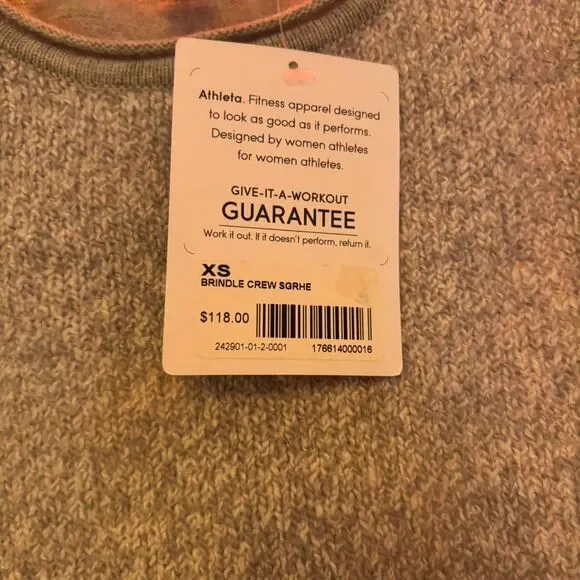 Athleta. Fitness apparel designed
to look as good as it performs.
Designed by women athletes
for women athletes.
GIVE-IT-A-WORKOUT
GUARANTEE
Work it out. If it doesn't perform, return it.
XS
BRINDLE CREW SGRHE
$118.00
242901-01-2-0001 176614000016